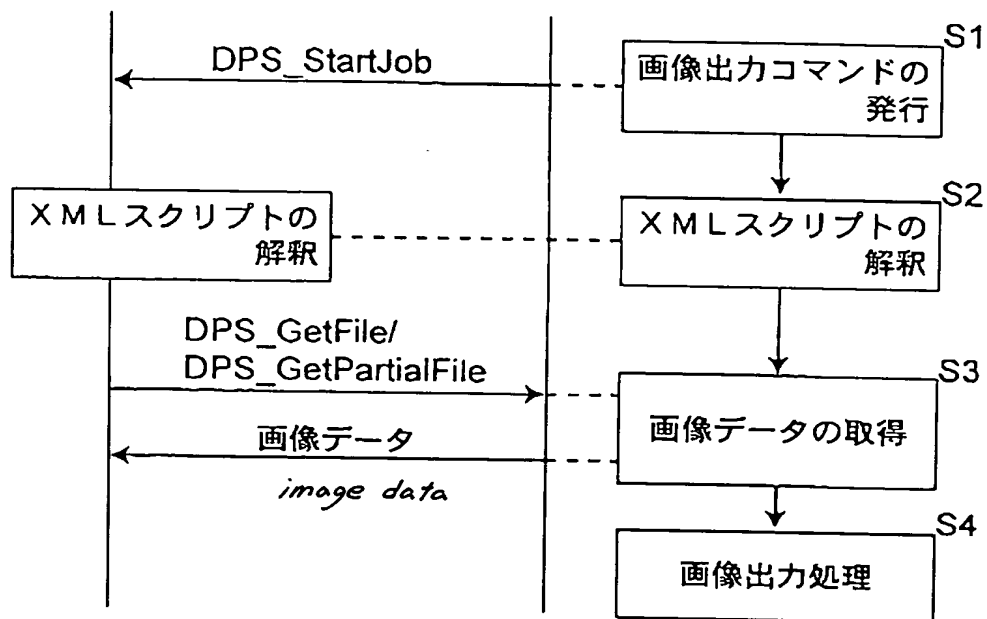 S1
DPS_StartJob
画像出力コマンドの
発行
S2
XMLスクリプトの
解釈
XMLスクリプトの
解釈
DPS_GetFile/
DPS_GetPartialFile
S3
画像データの取得
画像データ
image data
S4
画像出力処理